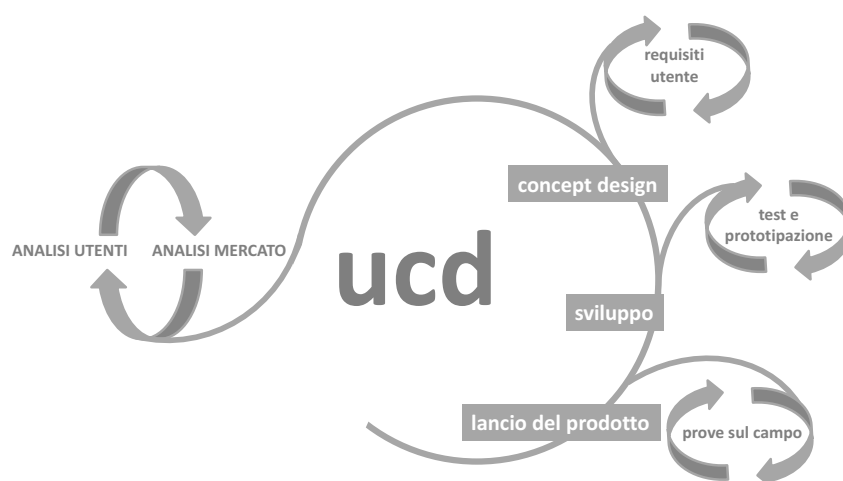 requisiti
utente
concept design
test e
prototipazione
ANALISI UTENTI
ANALISI MERCATO
ucd
sviluppo
lancio del prodotto
prove sul campo